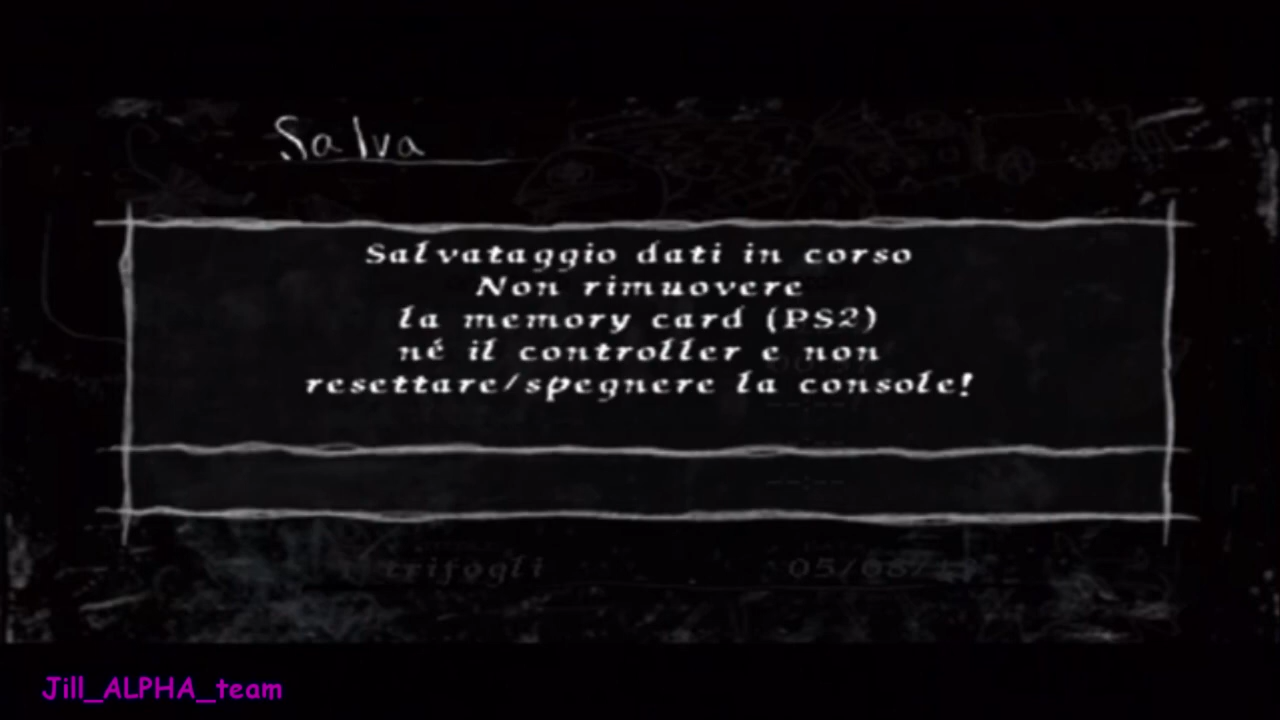 Salva
Salvataggio dati in corso
Non rimuovere
la memory card (PS2)
né il controller e non
resettare/spegnere la console!
trifogli
Jill_ALPHA_team